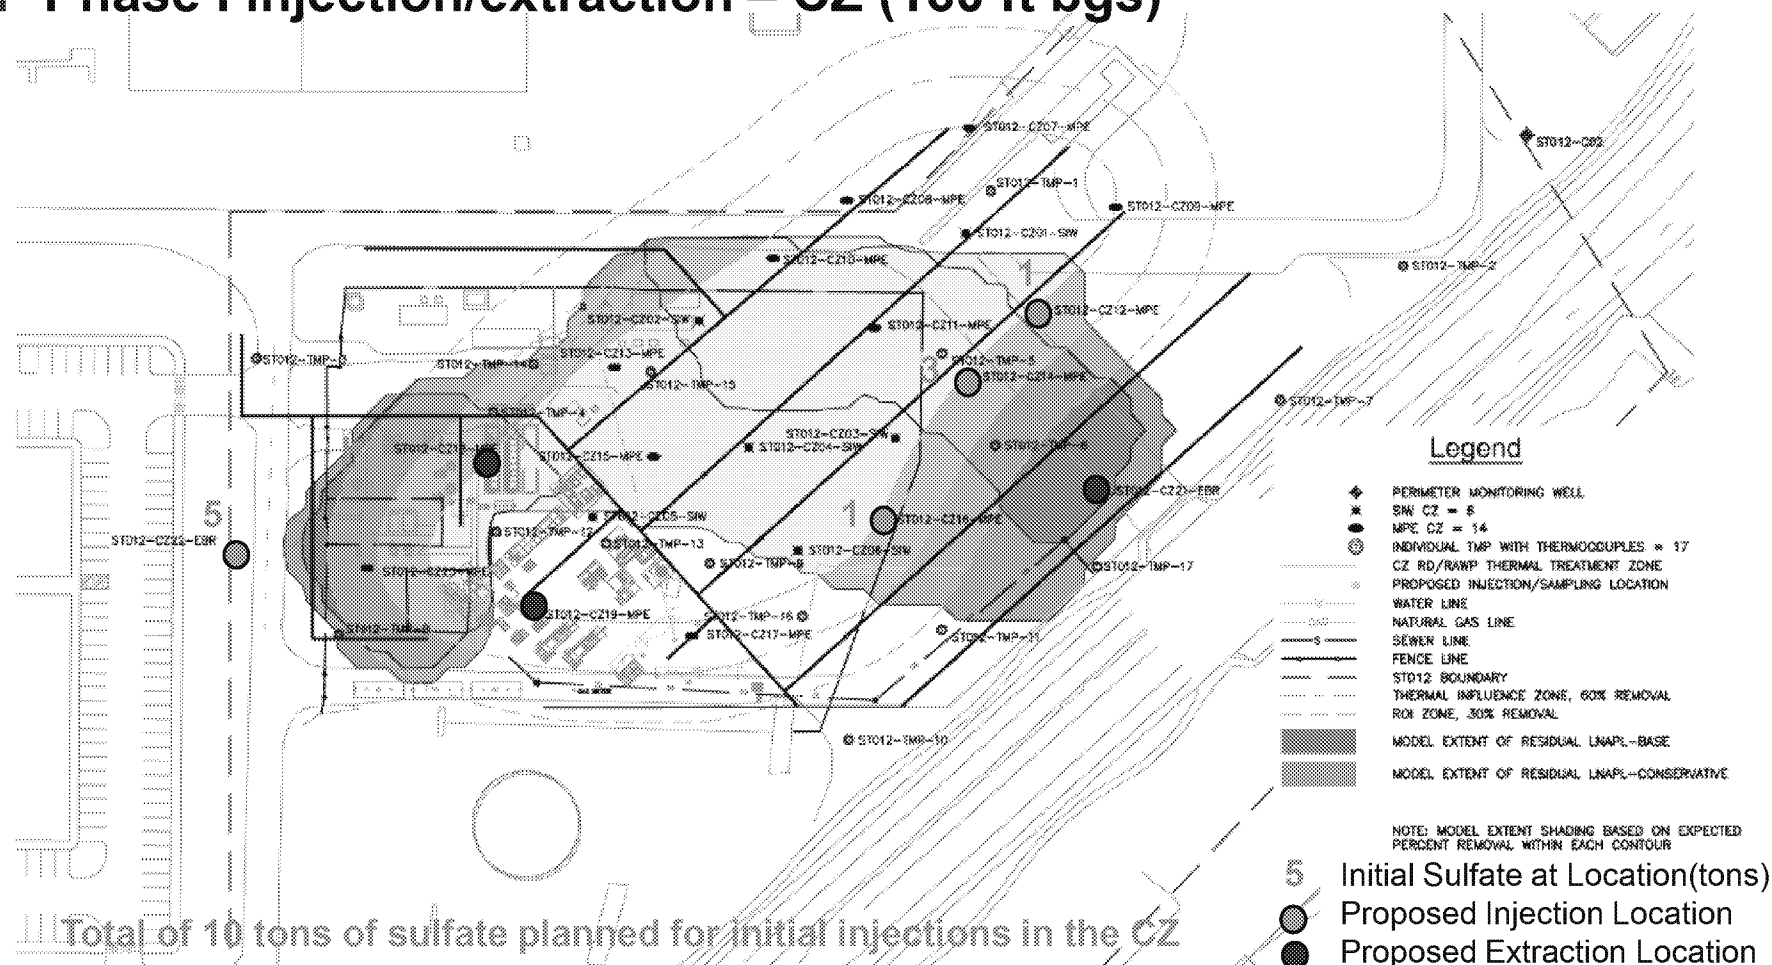 Phase I injection/extraction – CZ (160 ft bgs)
ST012-CZ07-MPE
ST012-C02
ST012-TMP-1
ST012-CZ08-MPE
ST012-CZ09-MPE
ST012-CZ01-SIW
ST012-CZ10-MPE
1
ST012-TMP-2
ST012-CZ12-MPE
ST012-CZ02-SIW
ST012-CZ11-MPE
ST012-TMP-3
ST012-TMP-14
ST012-CZ13-MPE
ST012-TMP-5
3
ST012-CZ14-MPE
ST012-TMP-15
ST012-TMP-7
ST012-TMP-4
ST012-CZ03-SIW
ST012-CZ04-SIW
ST012-TMP-6
ST012-CZ15-MPE
ST012-CZ21-EBR
5
1
ST012-CZ05-SIW
ST012-CZ16-MPE
ST012-CZ22-EBR
ST012-TMP-12
ST012-TMP-13
ST012-CZ06-SIW
ST012-TMP-9
ST012-TMP-17
ST012-CZ19-MPE
ST012-TMP-16
ST012-CZ17-MPE
ST012-TMP-11
ST012-TMP-10
Legend
PERIMETER MONITORING WELL
SIW CZ = 6
MPE CZ = 14
INDIVIDUAL TMP WITH THERMOCOUPLES = 17
CZ RD/RAWP THERMAL TREATMENT ZONE
PROPOSED INJECTION/SAMPLING LOCATION
WATER LINE
NATURAL GAS LINE
SEWER LINE
FENCE LINE
ST012 BOUNDARY
THERMAL INFLUENCE ZONE, 60% REMOVAL
ROI ZONE, 30% REMOVAL
MODEL EXTENT OF RESIDUAL LNAPL-BASE
MODEL EXTENT OF RESIDUAL LNAPL-CONSERVATIVE
NOTE: MODEL EXTENT SHADING BASED ON EXPECTED
PERCENT REMOVAL WITHIN EACH CONTOUR
5 Initial Sulfate at Location(tons)
Proposed Injection Location
Proposed Extraction Location
Total of 10 tons of sulfate planned for initial injections in the CZ